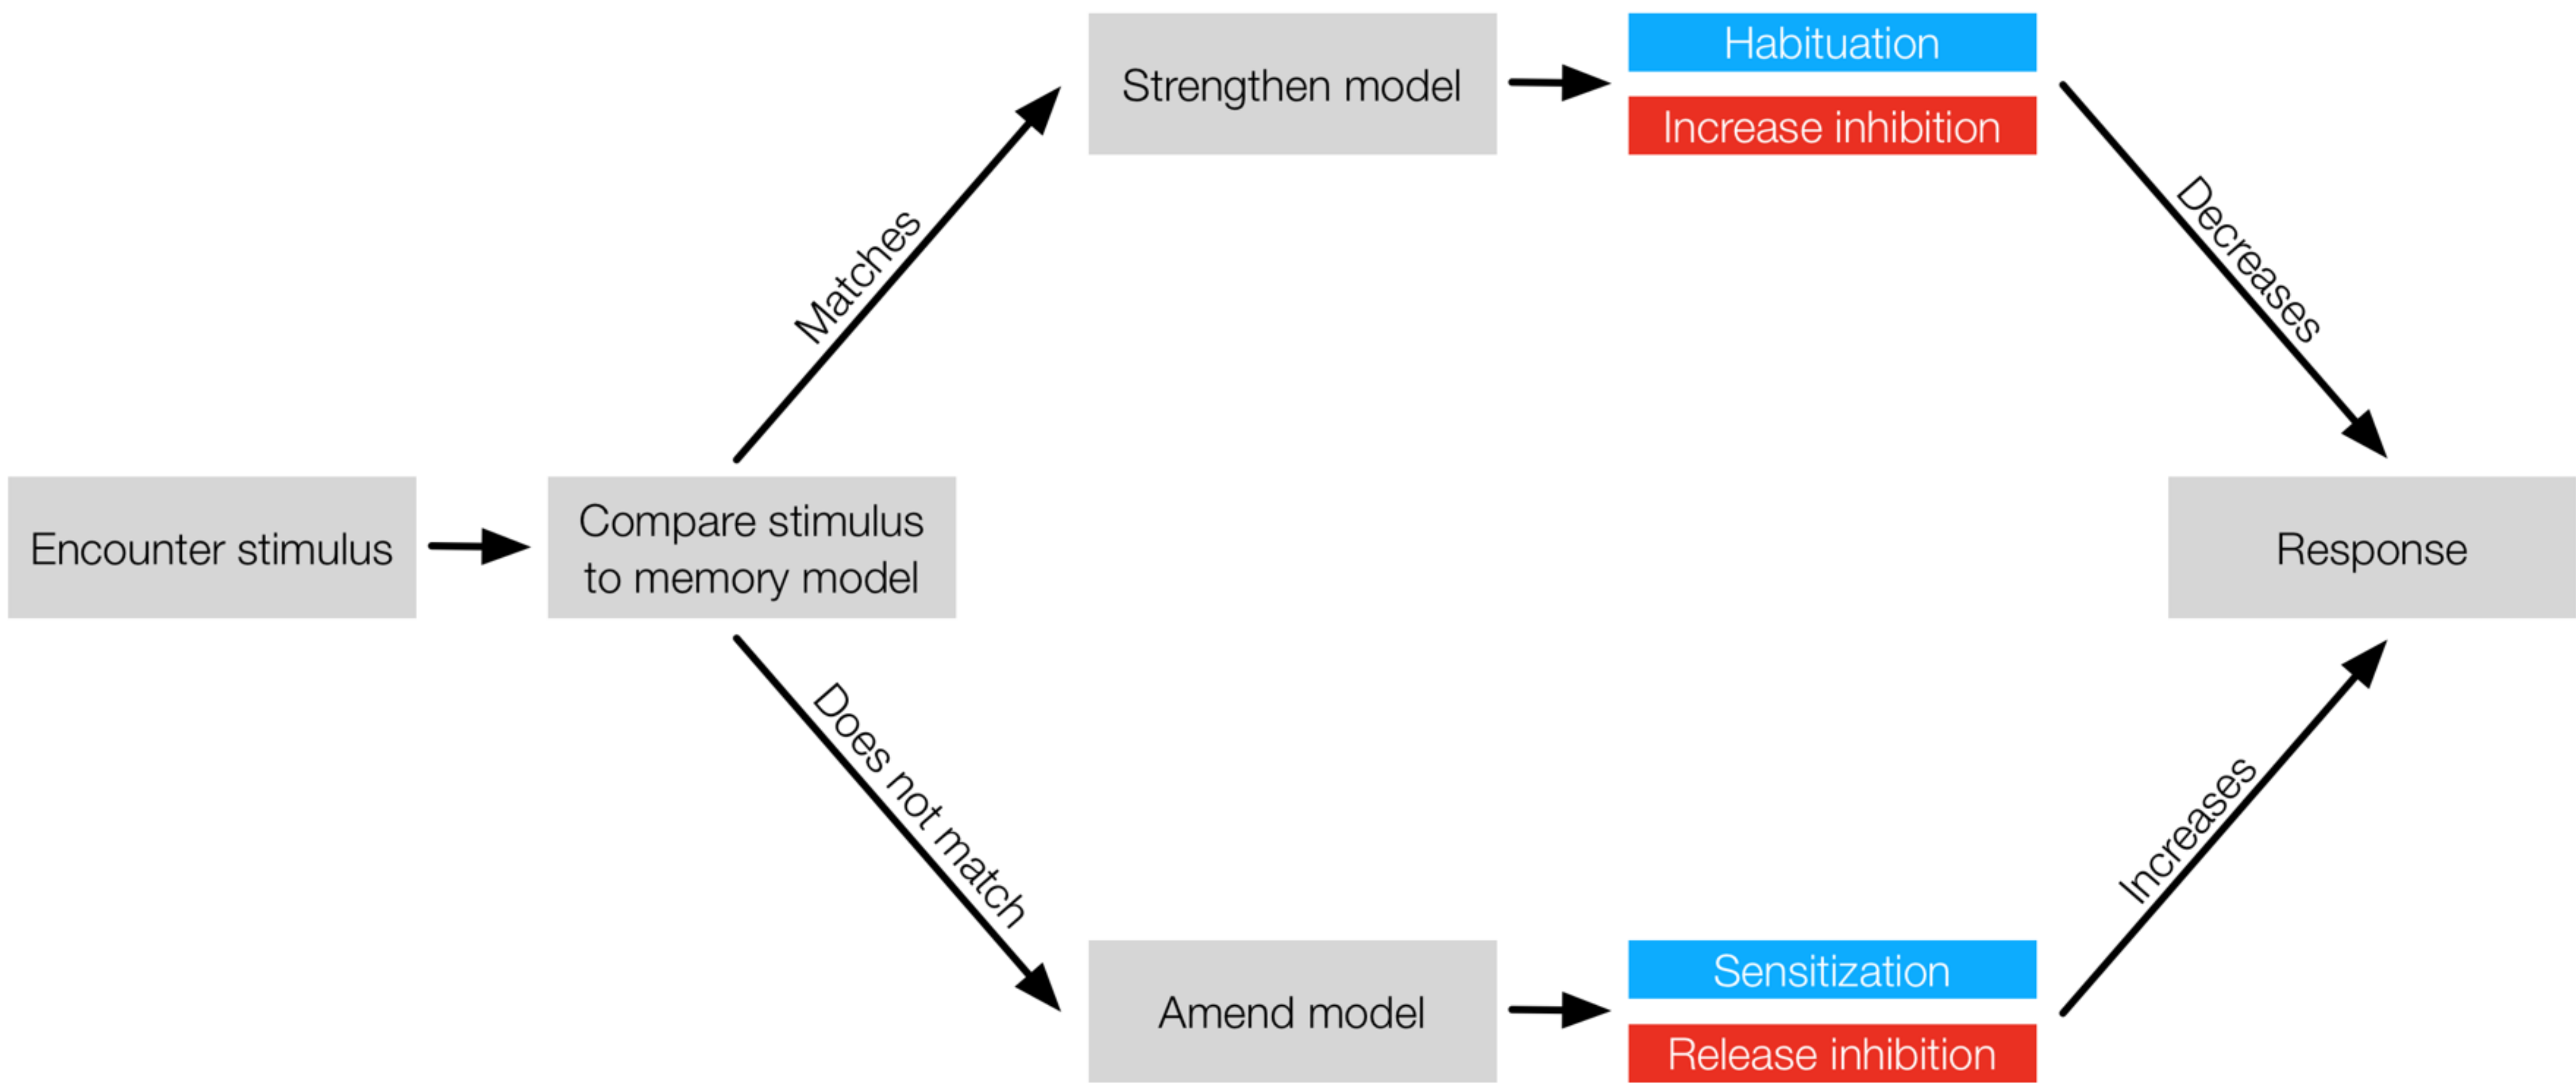 Encounter stimulus
Compare stimulus
to memory model
Matches
Strengthen model
Habituation
Increase inhibition
Decreases
Does not match
Amend model
Sensitization
Release inhibition
Increases
Response